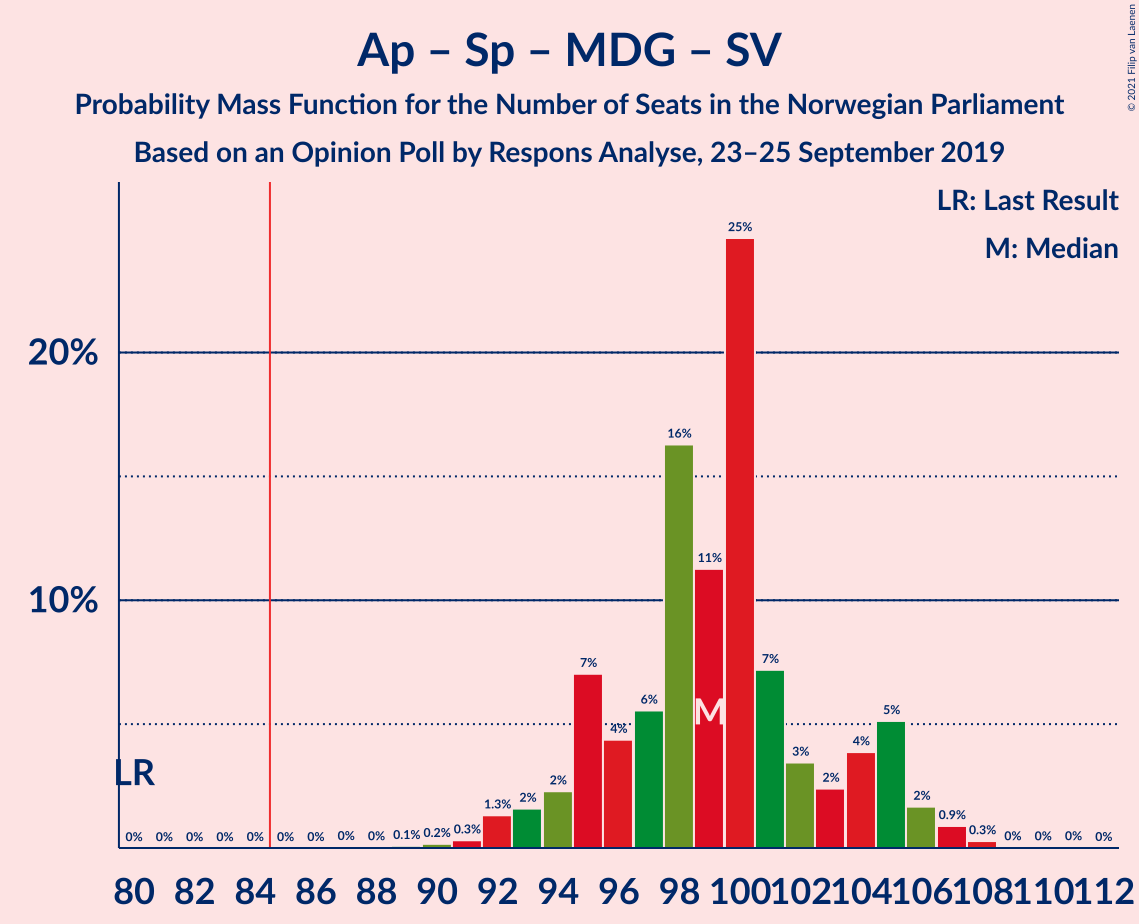 Ap – Sp – MDG – SV
Probability Mass Function for the Number of Seats in the Norwegian Parliament
Based on an Opinion Poll by Respons Analyse, 23–25 September 2019
© 2021 Filip van Laenen
LR: Last Result
M: Median
20%
10%
25%
16%
11%
7%
7%
6%
4%
5%
4%
3%
2%
2%
2%
1.3%
2%
2%
0.9%
0% 0% 0% 0% 0% 0% 0% 0% 0% 0.1% 0.2% 0.3% 0.3% 0% 0% 0% 0%
M
LR
80 82 84 86 88 90 92 94 96 98 100 102 104 106 108 110 112